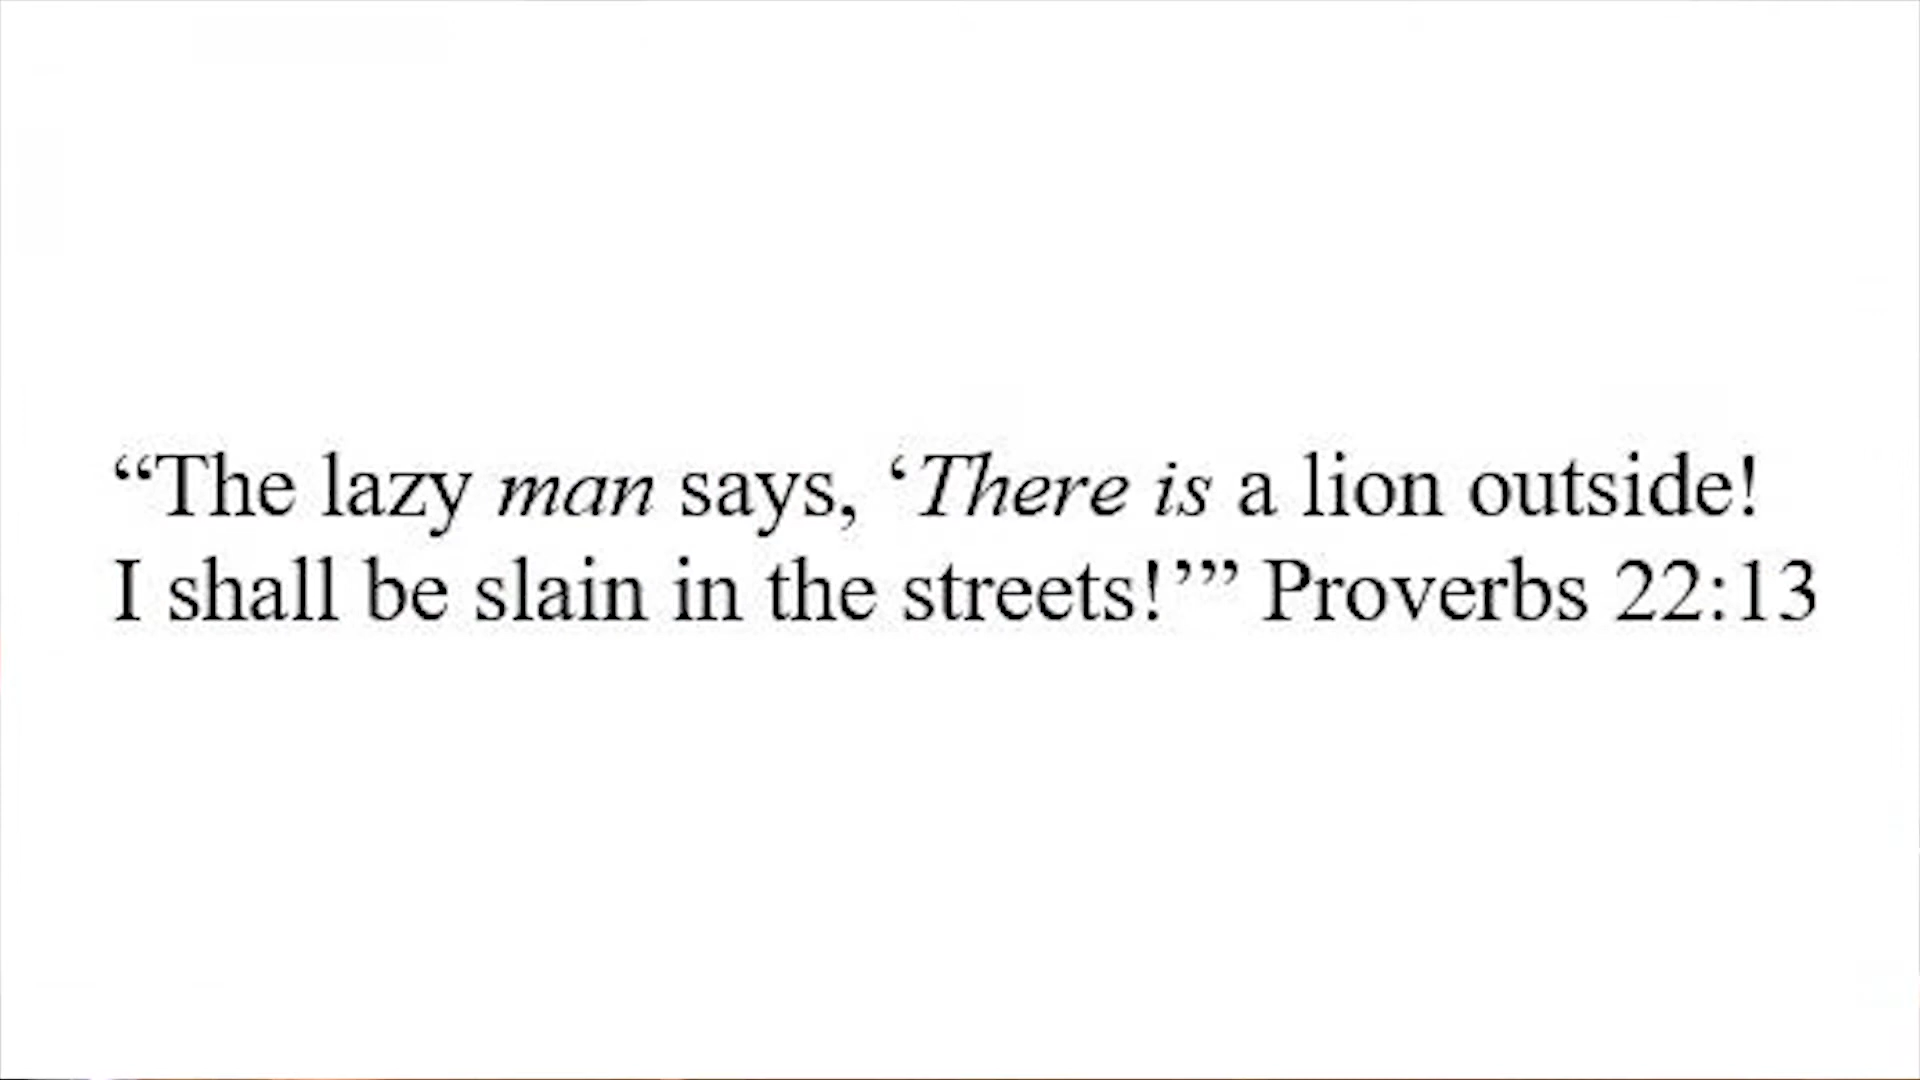 “The lazy man says, ‘There is a lion outside!
I shall be slain in the streets!’” Proverbs 22:13